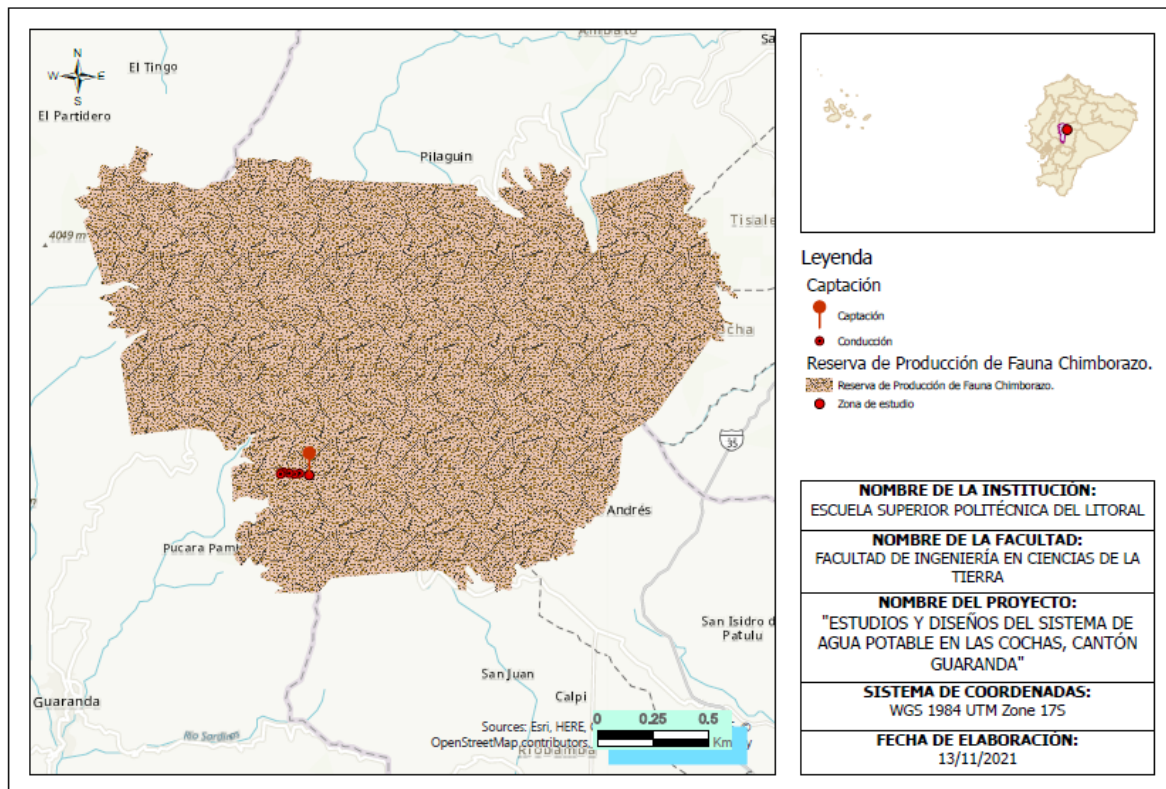 Ambato
El Tingo
N
W E
S
El Partidero
Pilaguin
Tisale
4049 m
cha
35
Andrés
Pucara Pam
San Isidro d
Patulu
San Juan
Calpi
Guaranda
Rio Sardinas
Sources: Esri, HERE,
OpenStreetMap contributors,
Riobamba
0 0.25 0.5
Km
Leyenda
Captación
Captación
Conducción
Reserva de Producción de Fauna Chimborazo.
Reserva de Producción de Fauna Chimborazo.
Zona de estudio
NOMBRE DE LA INSTITUCIÓN:
ESCUELA SUPERIOR POLITÉCNICA DEL LITORAL
NOMBRE DE LA FACULTAD:
FACULTAD DE INGENIERÍA EN CIENCIAS DE LA
TIERRA
NOMBRE DEL PROYECTO:
"ESTUDIOS Y DISEÑOS DEL SISTEMA DE
AGUA POTABLE EN LAS COCHAS, CANTÓN
GUARANDA"
SISTEMA DE COORDENADAS:
WGS 1984 UTM Zone 17S
FECHA DE ELABORACIÓN:
13/11/2021